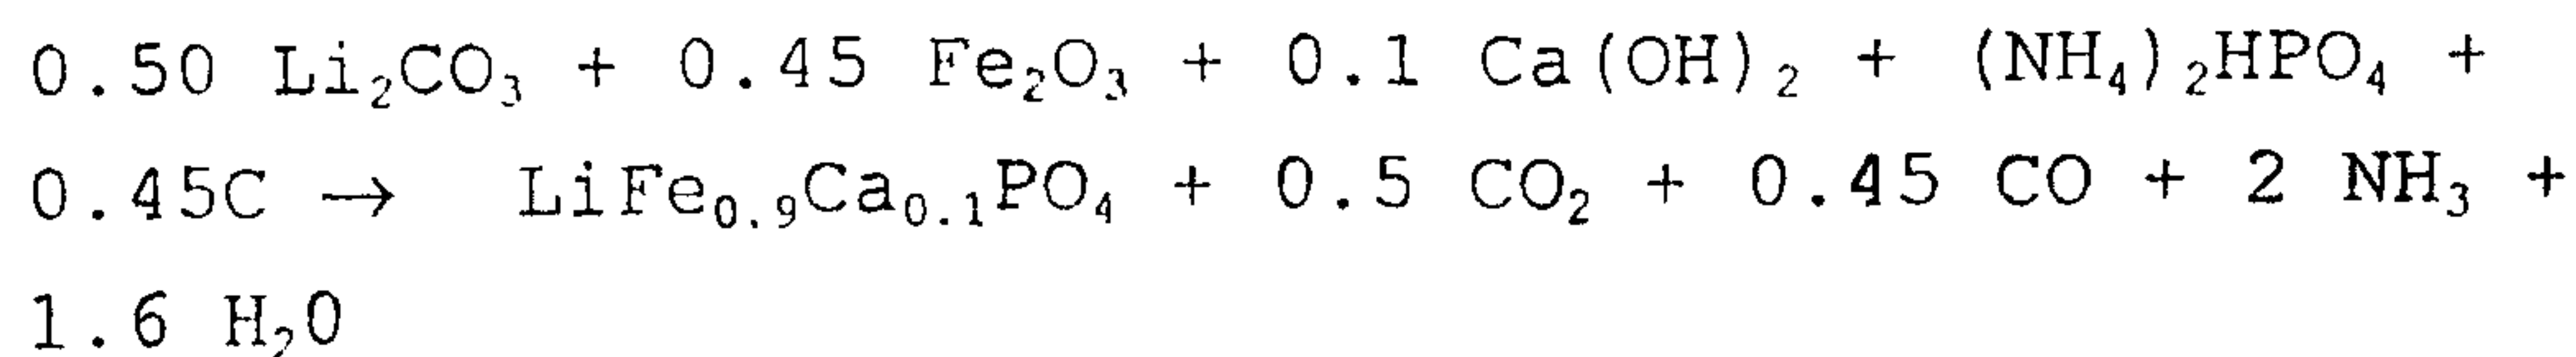 0.50 Li₂CO₃ + 0.45 Fe₂O₃ + 0.1 Ca(OH)₂ + (NH₄)₂HPO₄ +
0.45C → LiFe₀.₉Ca₀.₁PO₄ + 0.5 CO₂ + 0.45 CO + 2 NH₃ +
1.6 H₂O